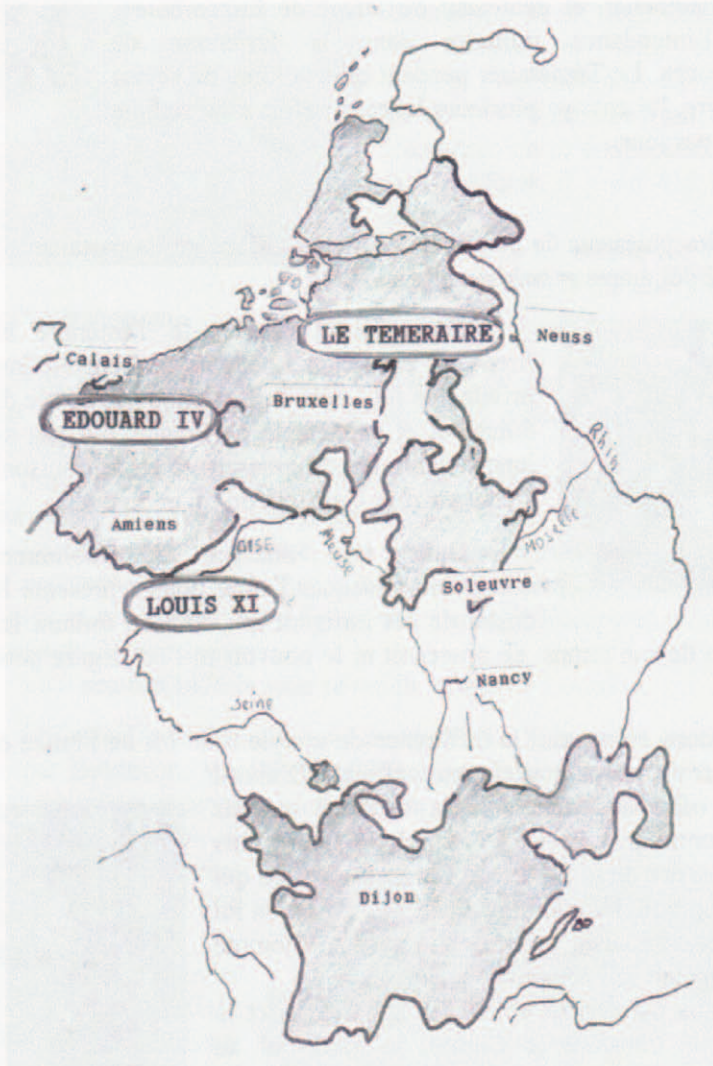 LE TEMERAIRE
Neuss
Calais
Bruxelles
EDOUARD IV
Rhin
Amiens
OISE
Meuse
Moselle
Soleuvre
LOUIS XI
Nancy
Seine
Dijon